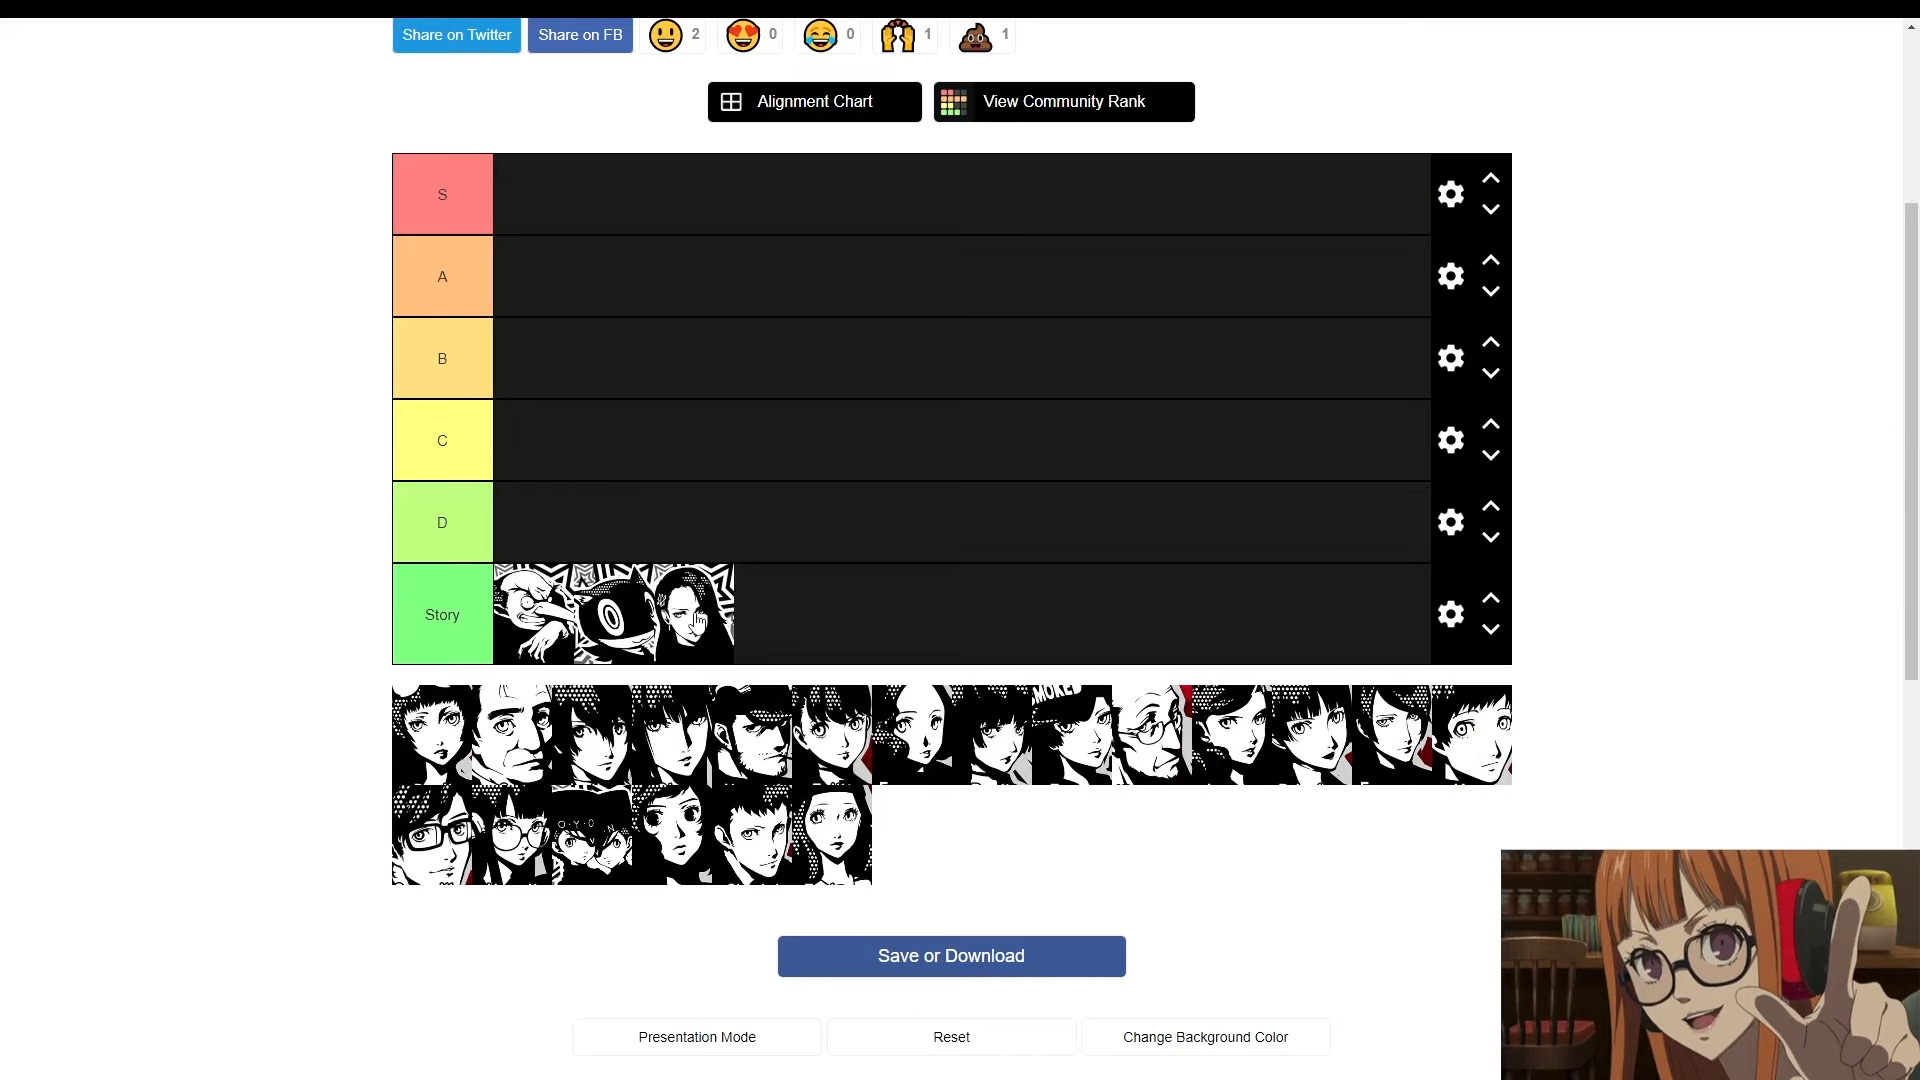 Share on Twitter
Share on FB
2
0
0
1
1
Alignment Chart
View Community Rank
S
A
B
C
D
Story
MOKED
O·Y·O
Save or Download
Presentation Mode
Reset
Change Background Color